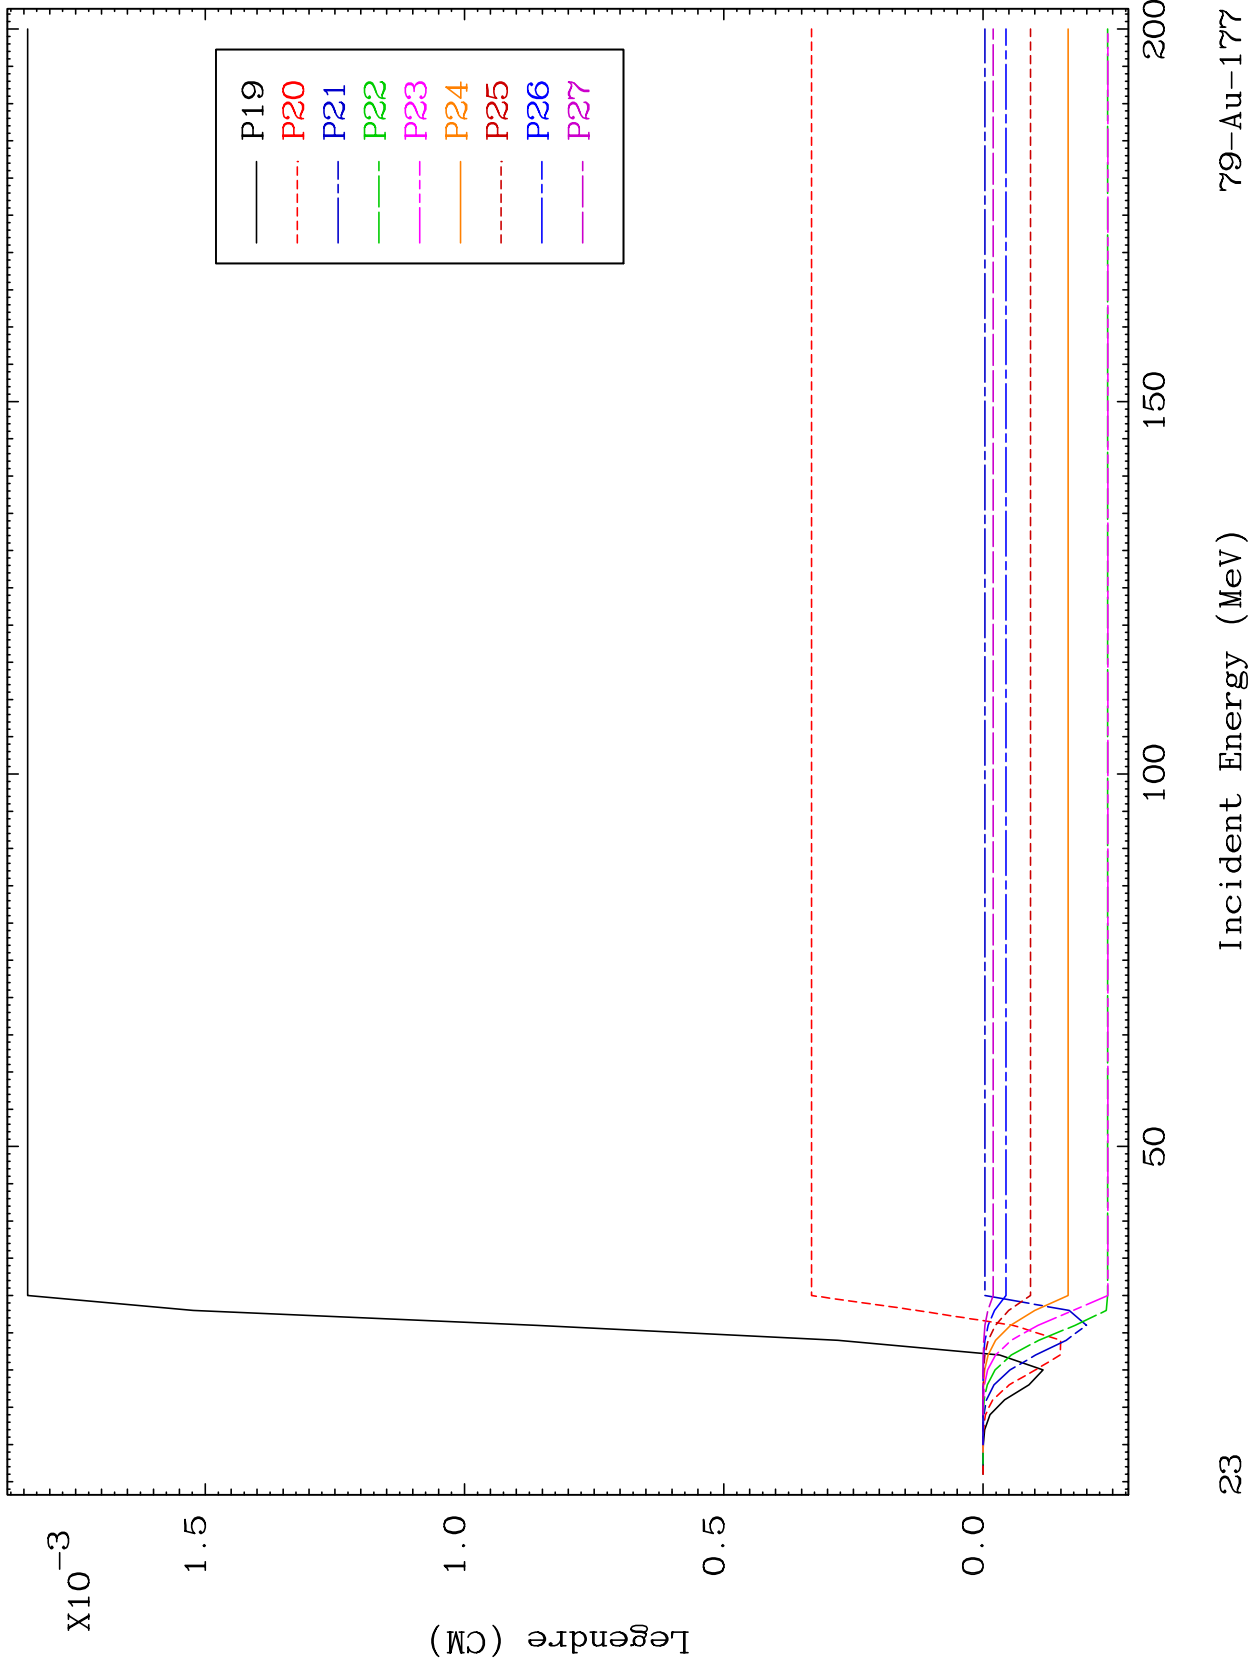 X10-3
1.5
1.0
0.5
0.0
Legendre (CM)
P19
P20
P21
P22
P23
P24
P25
P26
P27
50
100
150
200
Incident Energy (MeV)
23
79-Au-177